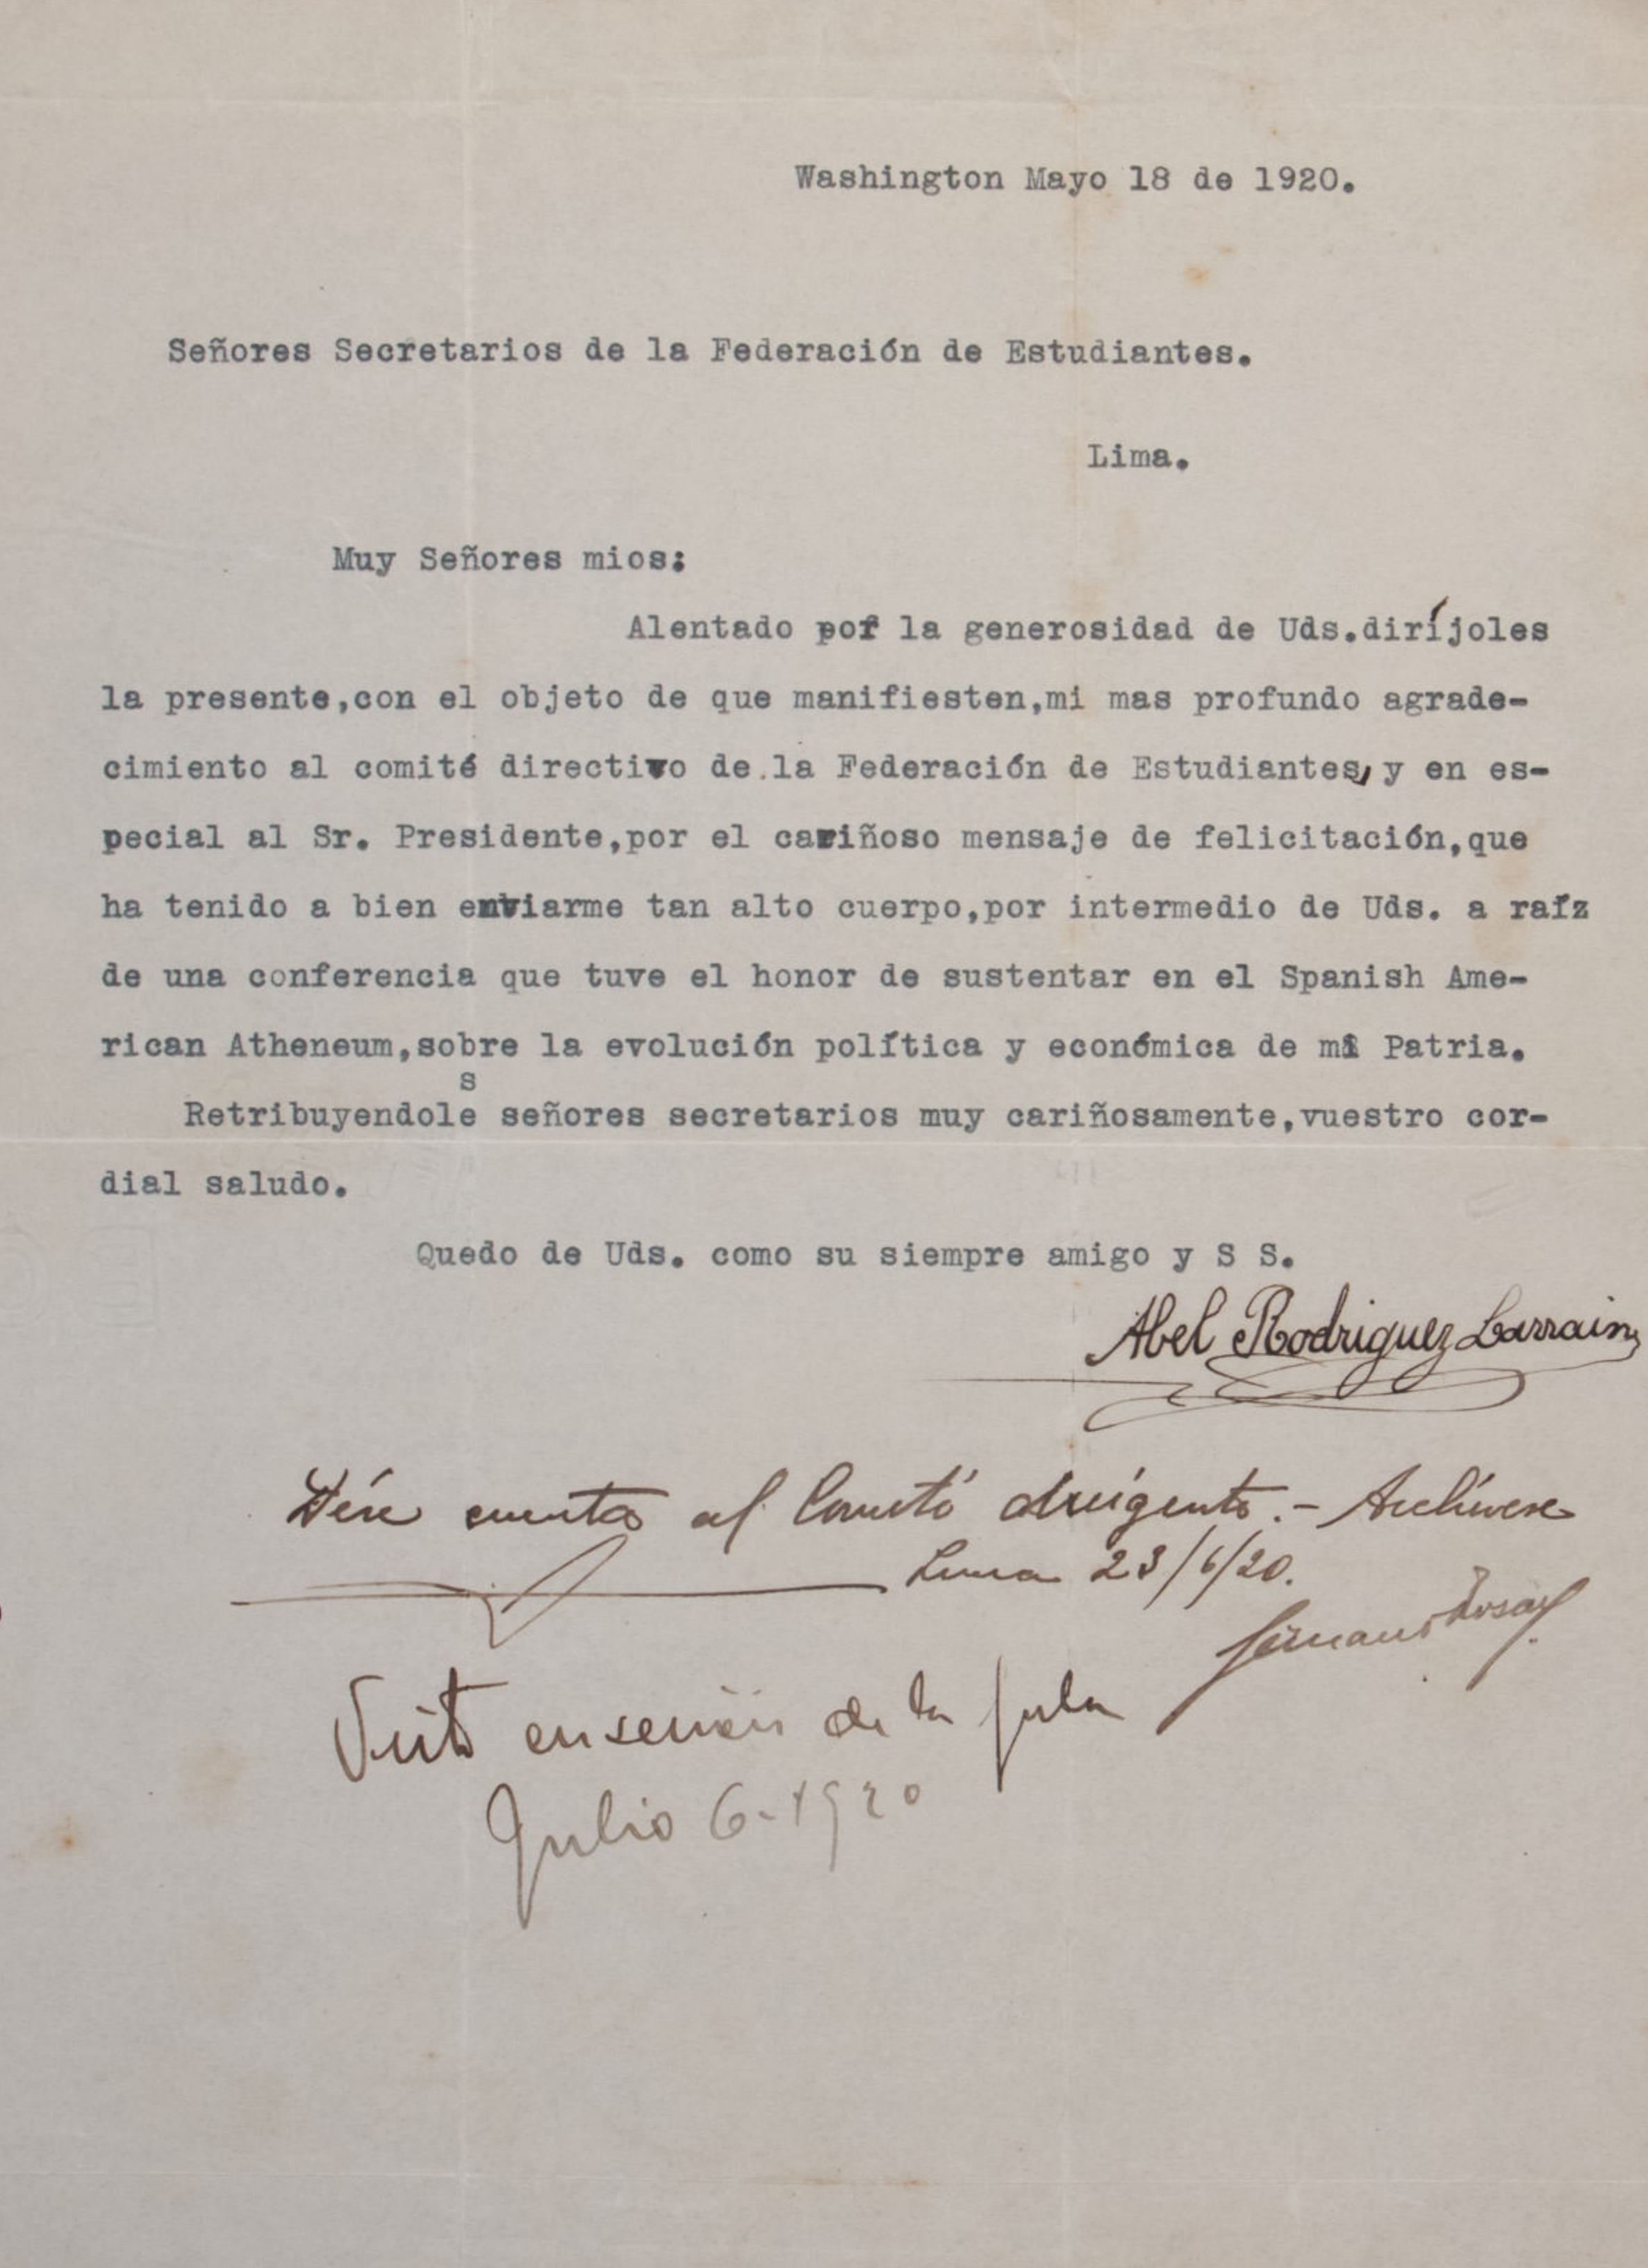 Washington Mayo 18 de 1920.
Señores Secretarios de la Federación de Estudiantes.
Lima.
Muy Señores mios:
Alentado por la generosidad de Uds.diríjoles
la presente,con el objeto de que manifiesten,mi mas profundo agrade-
cimiento al comité directivo de la Federación de Estudiantes, y en es-
pecial al Sr. Presidente,por el cariñoso mensaje de felicitación,que
ha tenido a bien enviarme tan alto cuerpo,por intermedio de Uds. a raíz
de una conferencia que tuve el honor de sustentar en el Spanish Ame-
rican Atheneum,sobre la evolución política y económica de mi Patria.
Retribuyendoles señores secretarios muy cariñosamente,vuestro cor-
dial saludo.
Quedo de Uds. como su siempre amigo y S S.
Abel Rodriguez Larrain
Dése cuenta al Comité dirigente.- Archívese
Lima 23/6/20.
Visto en sesión de la
Julio 6-1920